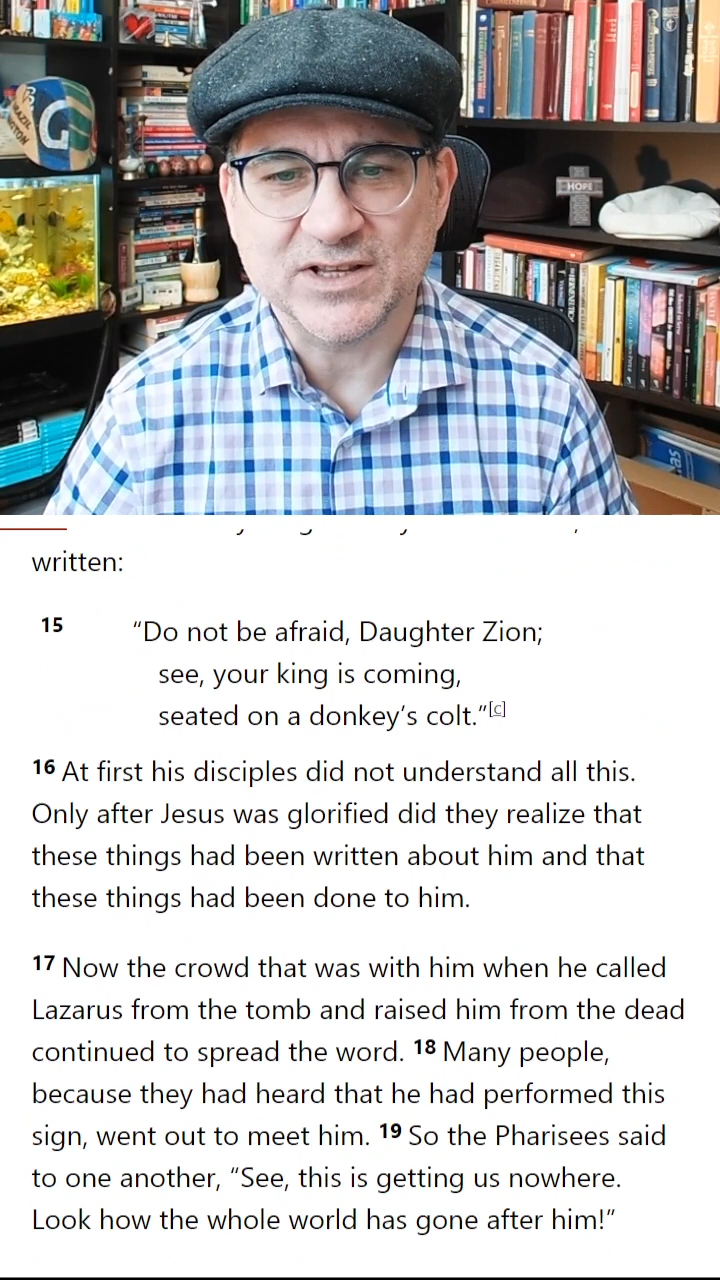 HOPE
G
written:
15 “Do not be afraid, Daughter Zion;
see, your king is coming,
seated on a donkey’s colt.”[c]
16 At first his disciples did not understand all this.
Only after Jesus was glorified did they realize that
these things had been written about him and that
these things had been done to him.
17 Now the crowd that was with him when he called
Lazarus from the tomb and raised him from the dead
continued to spread the word. 18 Many people,
because they had heard that he had performed this
sign, went out to meet him. 19 So the Pharisees said
to one another, “See, this is getting us nowhere.
Look how the whole world has gone after him!”